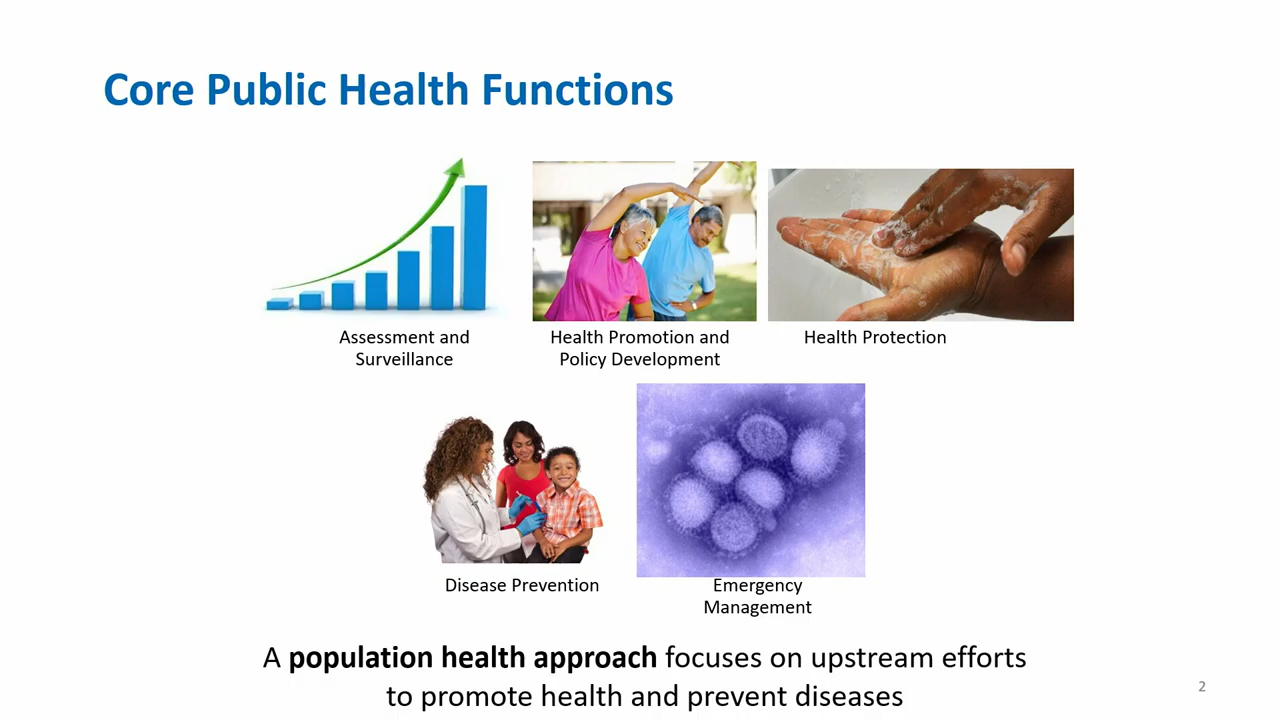 Core Public Health Functions
Assessment and
Surveillance
Health Promotion and
Policy Development
Health Protection
Disease Prevention
Emergency
Management
A population health approach focuses on upstream efforts
to promote health and prevent diseases
2